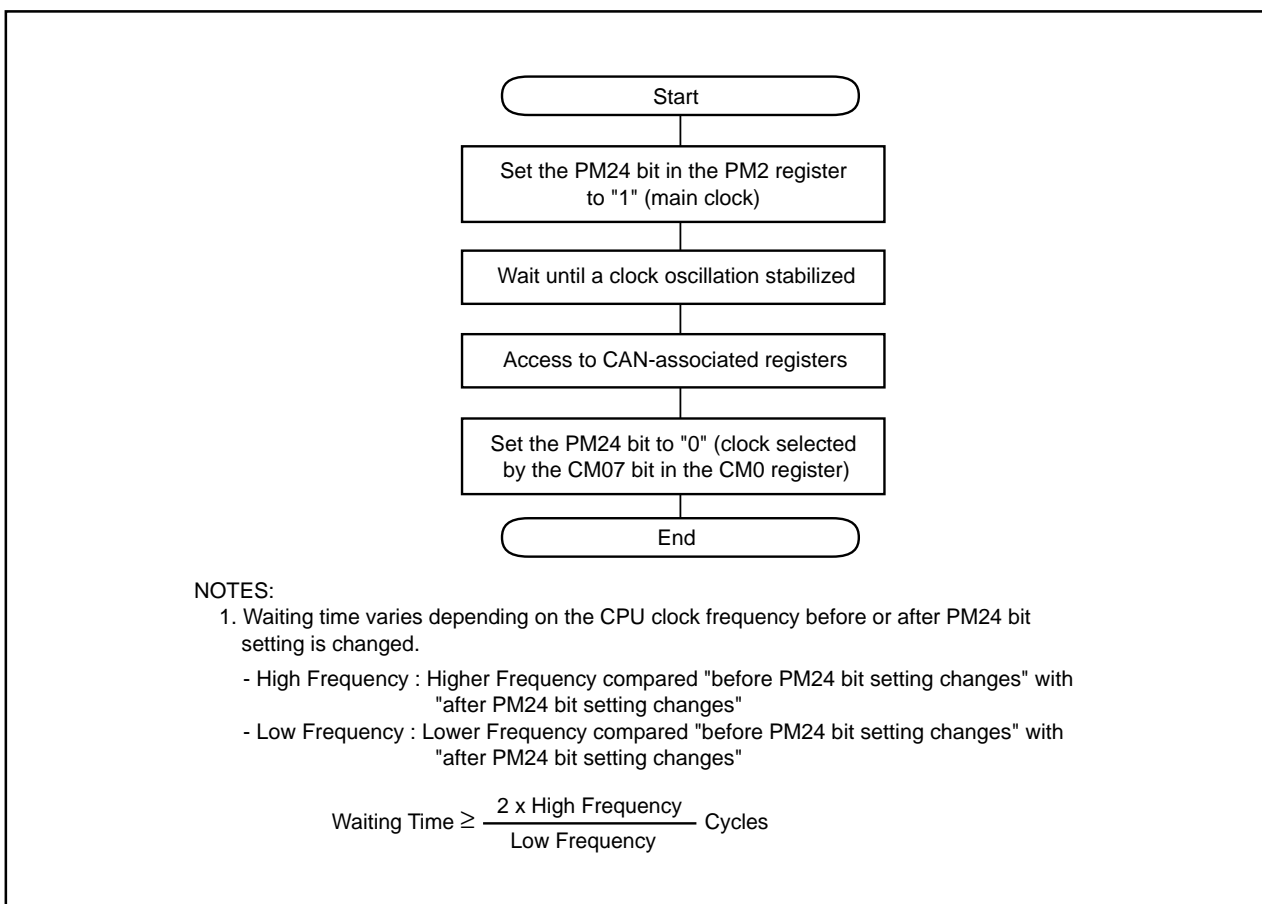 Start
Set the PM24 bit in the PM2 register
to "1" (main clock)
Wait until a clock oscillation stabilized
Access to CAN-associated registers
Set the PM24 bit to "0" (clock selected
by the CM07 bit in the CM0 register)
End
NOTES:
1. Waiting time varies depending on the CPU clock frequency before or after PM24 bit
setting is changed.
- High Frequency : Higher Frequency compared "before PM24 bit setting changes" with
"after PM24 bit setting changes"
- Low Frequency : Lower Frequency compared "before PM24 bit setting changes" with
"after PM24 bit setting changes"
2 x High Frequency
Waiting Time ≥ Cycles
Low Frequency